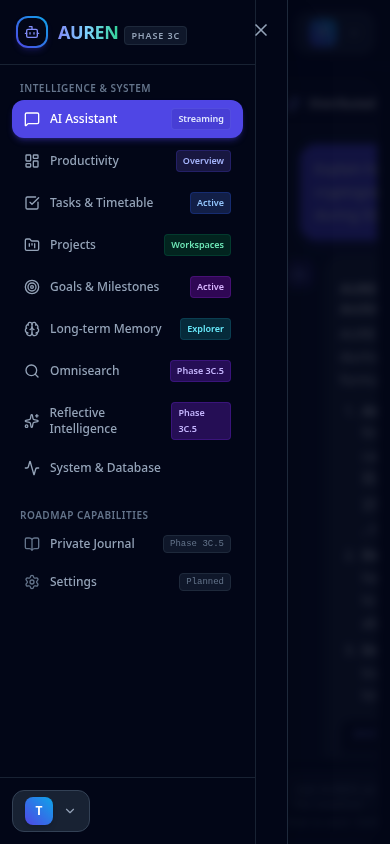 AUREN PHASE 3C
INTELLIGENCE & SYSTEM
AI Assistant Streaming
Productivity Overview
Tasks & Timetable Active
Projects Workspaces
Goals & Milestones Active
Long-term Memory Explorer
Omnisearch Phase 3C.5
Reflective Phase
Intelligence 3C.5
System & Database
ROADMAP CAPABILITIES
Private Journal Phase 3C.5
Settings Planned
T